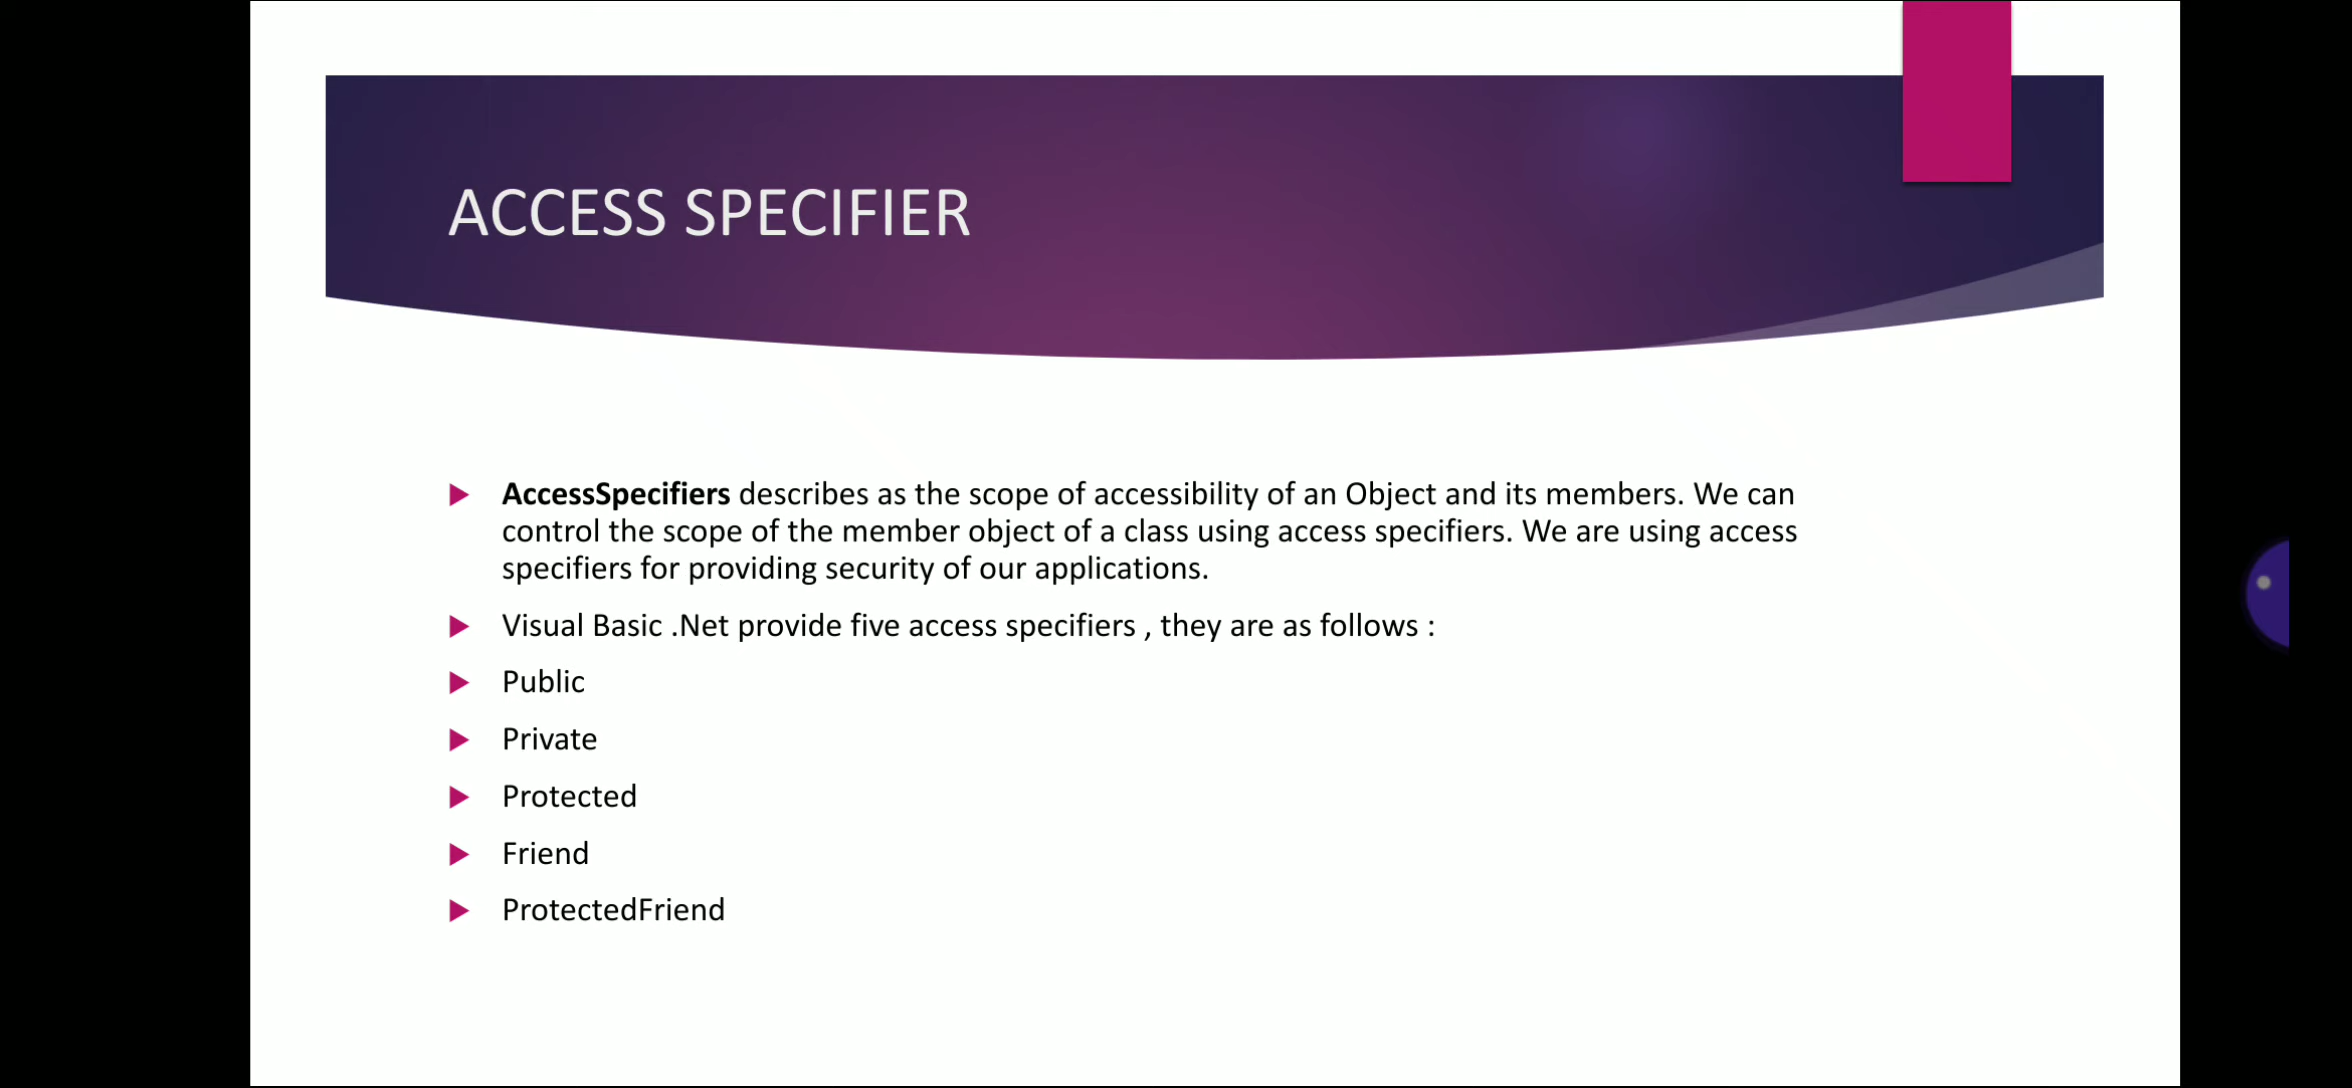 ACCESS SPECIFIER
AccessSpecifiers describes as the scope of accessibility of an Object and its members. We can
control the scope of the member object of a class using access specifiers. We are using access
specifiers for providing security of our applications.
Visual Basic .Net provide five access specifiers , they are as follows :
Public
Private
Protected
Friend
ProtectedFriend